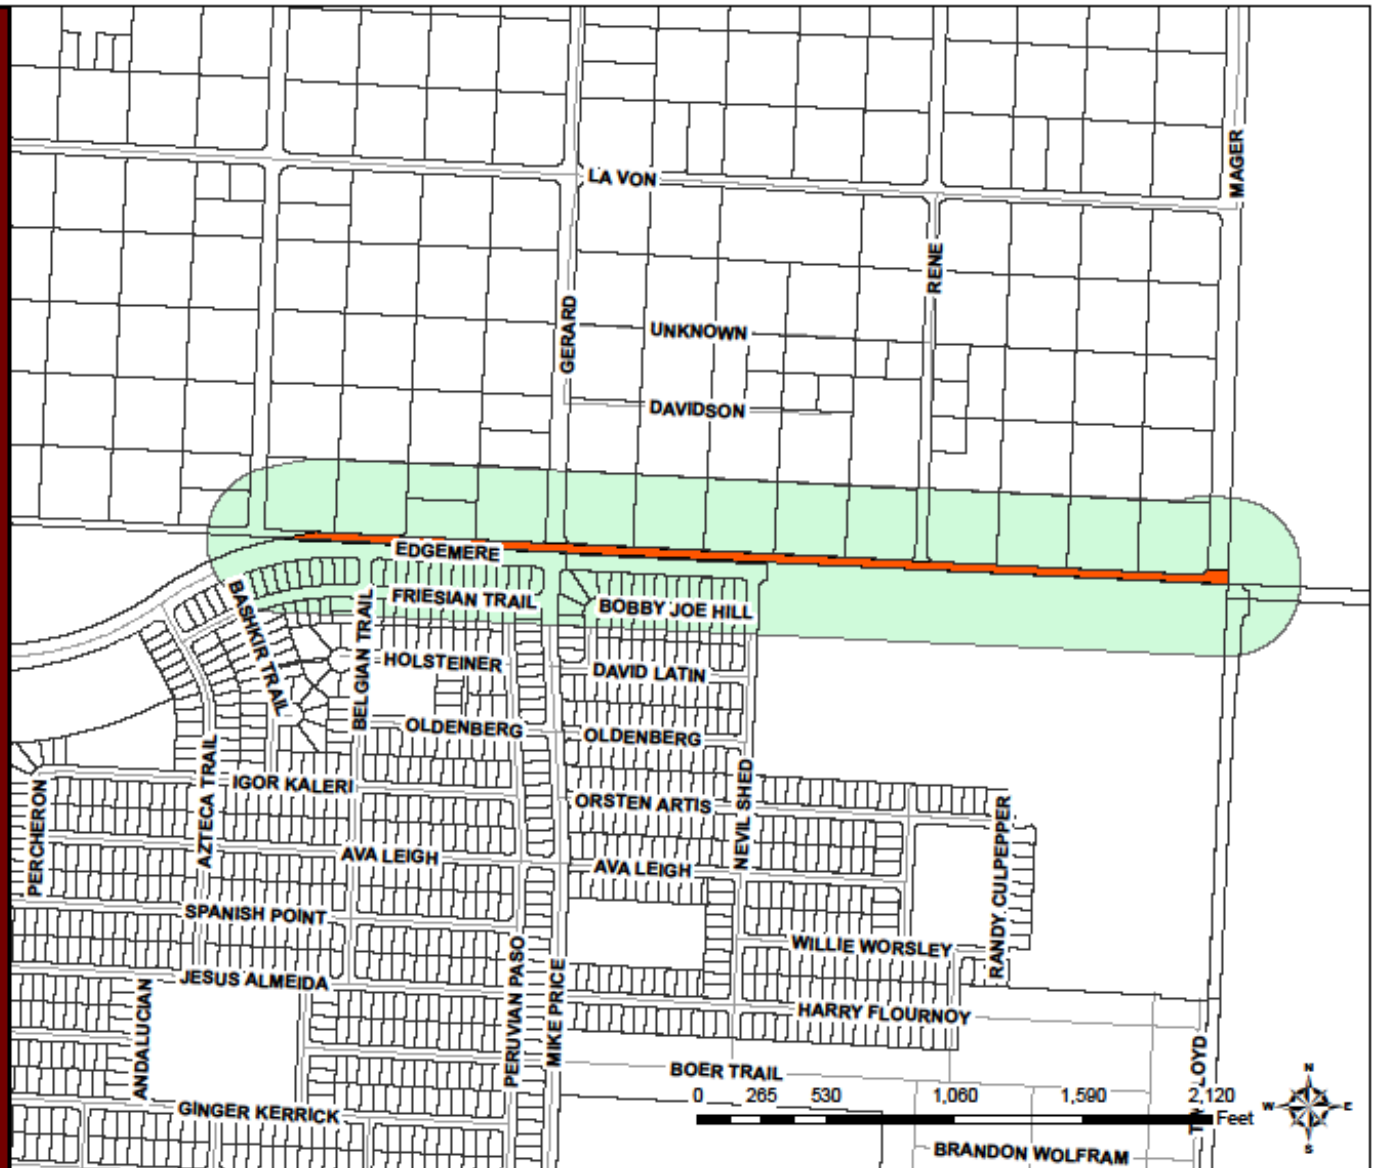 MAGER
LA VON
RENE
GERARD
UNKNOWN
DAVIDSON
EDGEMERE
BASHKIR TRAIL
FRIESIAN TRAIL
BOBBY JOE HILL
BELGIAN TRAIL
HOLSTEINER
DAVID LATIN
OLDENBERG
OLDENBERG
AZTECA TRAIL
IGOR KALERI
ORSTEN ARTIS
NEVIL SHED
PERCHERON
RANDY CULPEPPER
AVA LEIGH
AVA LEIGH
SPANISH POINT
WILLIE WORSLEY
JESUS ALMEIDA
PERUVIAN PASO
MIKE PRICE
ANDALUCIAN
HARRY FLOURNOY
BOER TRAIL
LOYD
0 265 530 1,060 1,590 2,120
Feet
N
W E
S
GINGER KERRICK
BRANDON WOLFRAM